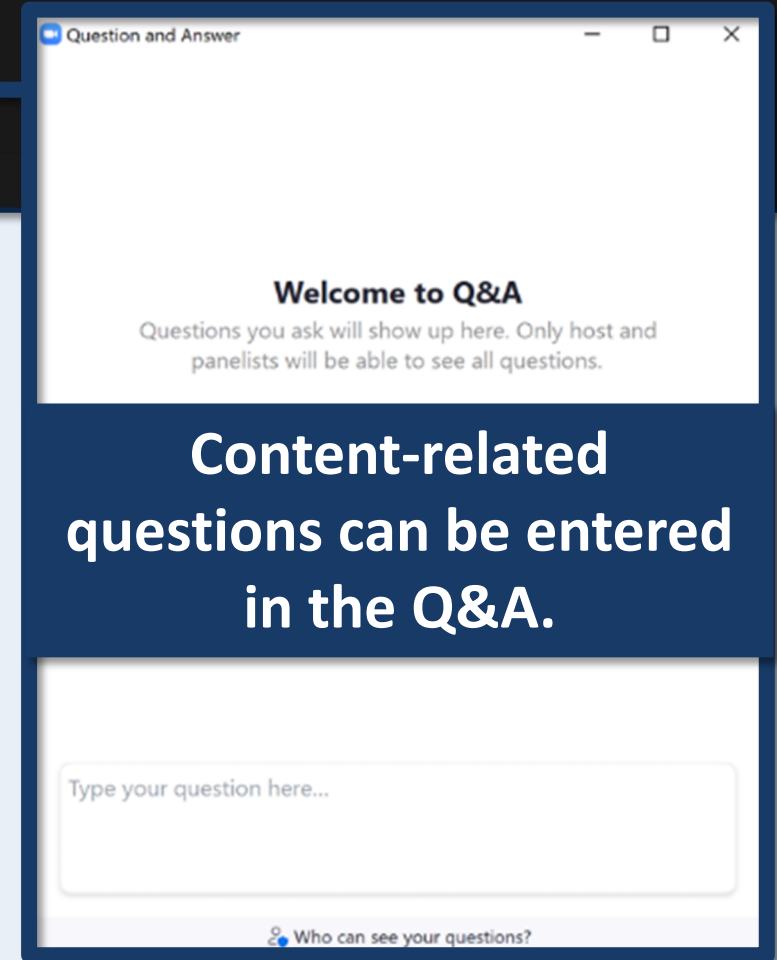 Question and Answer
Welcome to Q&A
Questions you ask will show up here. Only host and
panelists will be able to see all questions.
Content-related
questions can be entered
in the Q&A.
Type your question here...
Who can see your questions?